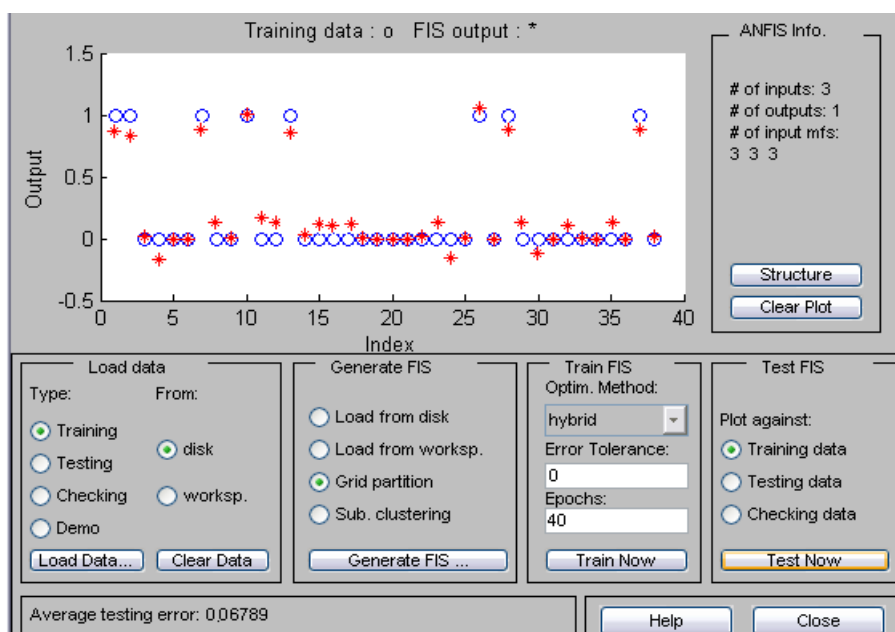 Training data : o   FIS output : *
ANFIS Info.
1.5
1
0.5
0
-0.5
Output
0 5 10 15 20 25 30 35 40
Index
# of inputs: 3
# of outputs: 1
# of input mfs:
3 3 3
Structure
Clear Plot
Load data
Type:
From:
Training
Testing
Checking
Demo
disk
worksp.
Load Data...
Clear Data
Generate FIS
Load from disk
Load from worksp.
Grid partition
Sub. clustering
Generate FIS ...
Train FIS
Optim. Method:
hybrid
Error Tolerance:
0
Epochs:
40
Train Now
Test FIS
Plot against:
Training data
Testing data
Checking data
Test Now
Average testing error: 0,06789
Help
Close